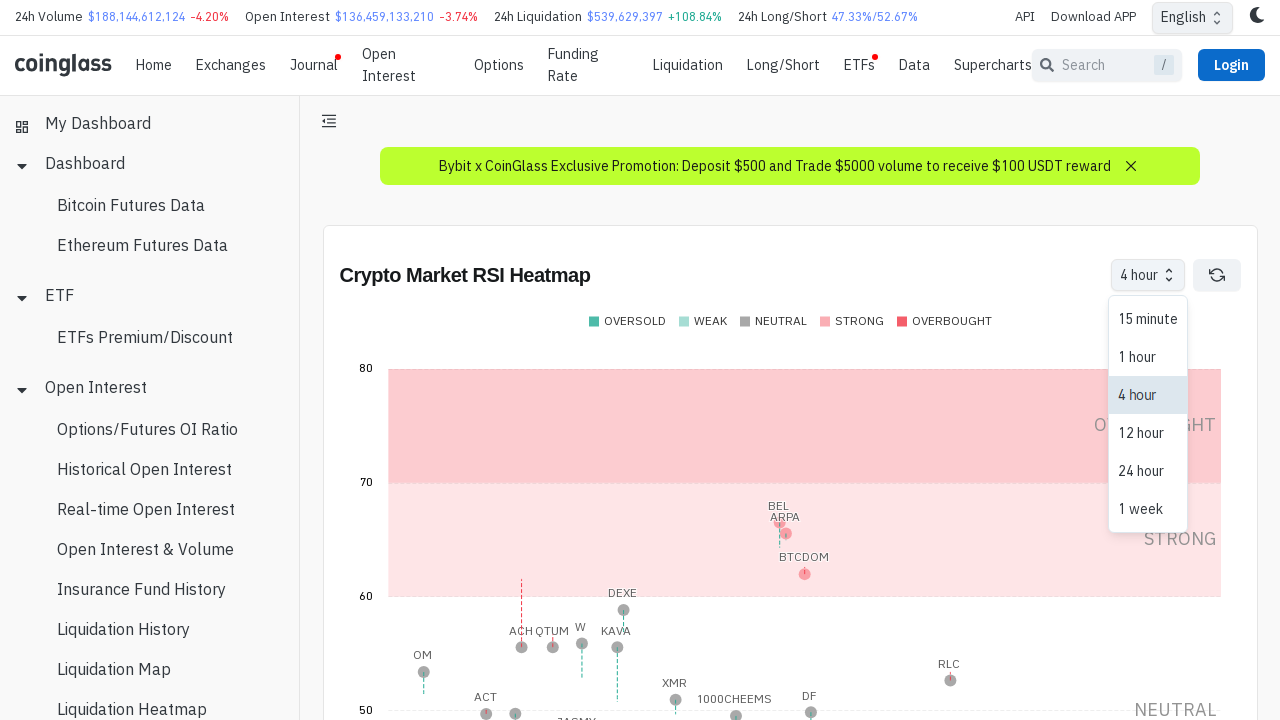 24h Volume $188,144,612,124 -4.20% Open Interest $136,459,133,210 -3.74% 24h Liquidation $539,629,397 +108.84% 24h Long/Short 47.33%/52.67% API Download APP English
coinglass Home Exchanges Journal Open Interest Options Funding Rate Liquidation Long/Short ETFs Data Supercharts Search / Login
My Dashboard
Dashboard
Bitcoin Futures Data
Ethereum Futures Data
ETF
ETFs Premium/Discount
Open Interest
Options/Futures OI Ratio
Historical Open Interest
Real-time Open Interest
Open Interest & Volume
Insurance Fund History
Liquidation History
Liquidation Map
Liquidation Heatmap
Bybit x CoinGlass Exclusive Promotion: Deposit $500 and Trade $5000 volume to receive $100 USDT reward
Crypto Market RSI Heatmap
4 hour
15 minute
1 hour
4 hour
12 hour
24 hour
1 week
OVERSOLD WEAK NEUTRAL STRONG OVERBOUGHT
80
70
BEL
ARPA
STRONG
BTCDOM
60
DEXE
ACH QTUM W KAVA
OM
RLC
XMR
ACT 1000CHEEMS DF
50
NEUTRAL